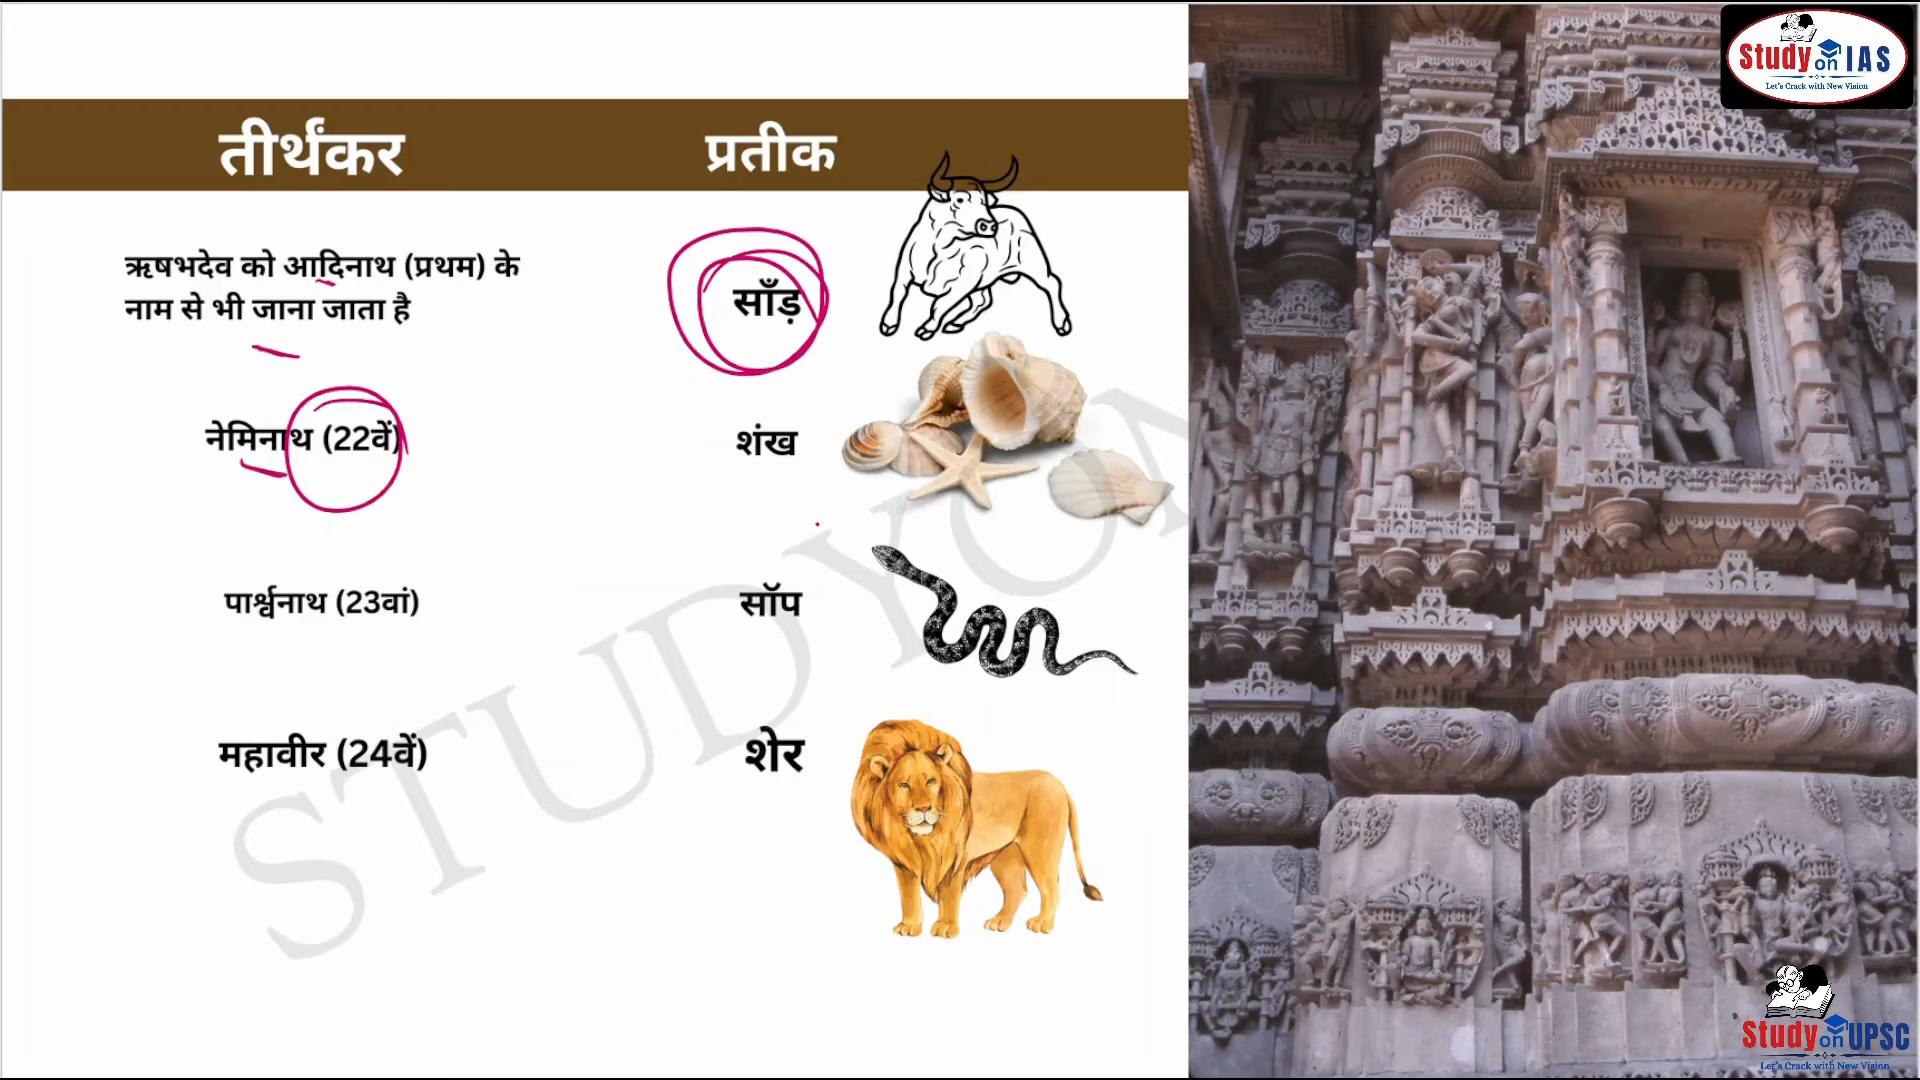 तीर्थंकर
प्रतीक
ऋषभदेव को आदिनाथ (प्रथम) के
नाम से भी जाना जाता है
साँड़
नेमिनाथ (22वें)
शंख
पार्श्वनाथ (23वां)
सॉप
महावीर (24वें)
शेर
STUDYON
Study on IAS
Let's Crack with New Vision
Study on UPSC
Let's Crack with New Vision